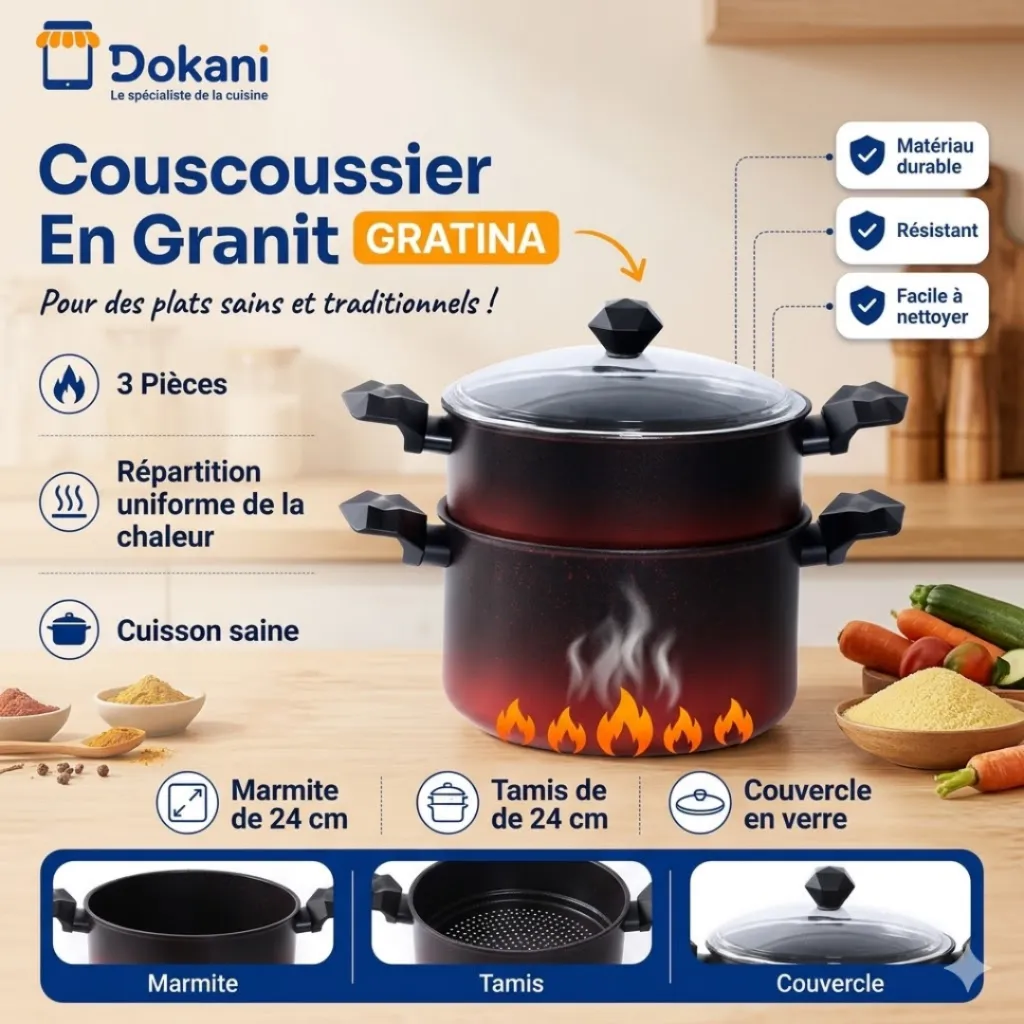 Dokani
Le spécialiste de la cuisine
Couscoussier
En Granit GRATINA
Pour des plats sains et traditionnels !
Matériau
durable
Résistant
Facile à
nettoyer
3 Pièces
Répartition
uniforme de la
chaleur
Cuisson saine
Marmite
de 24 cm
Tamis de
de 24 cm
Couvercle
en verre
Marmite
Tamis
Couvercle